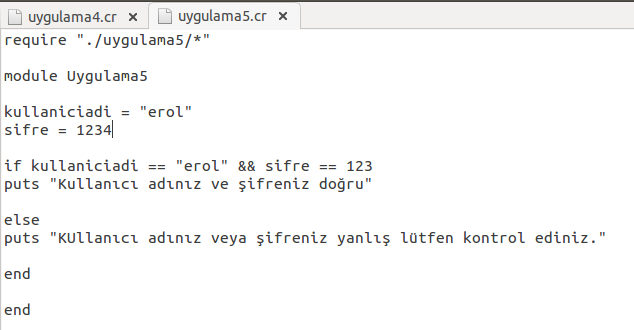 uygulama4.cr × uygulama5.cr ×
require "./uygulama5/*"
module Uygulama5
kullaniciadi = "erol"
sifre = 1234
if kullaniciadi == "erol" && sifre == 123
puts "Kullanıcı adınız ve şifreniz doğru"
else
puts "KUllanıcı adınız veya şifreniz yanlış lütfen kontrol ediniz."
end
end